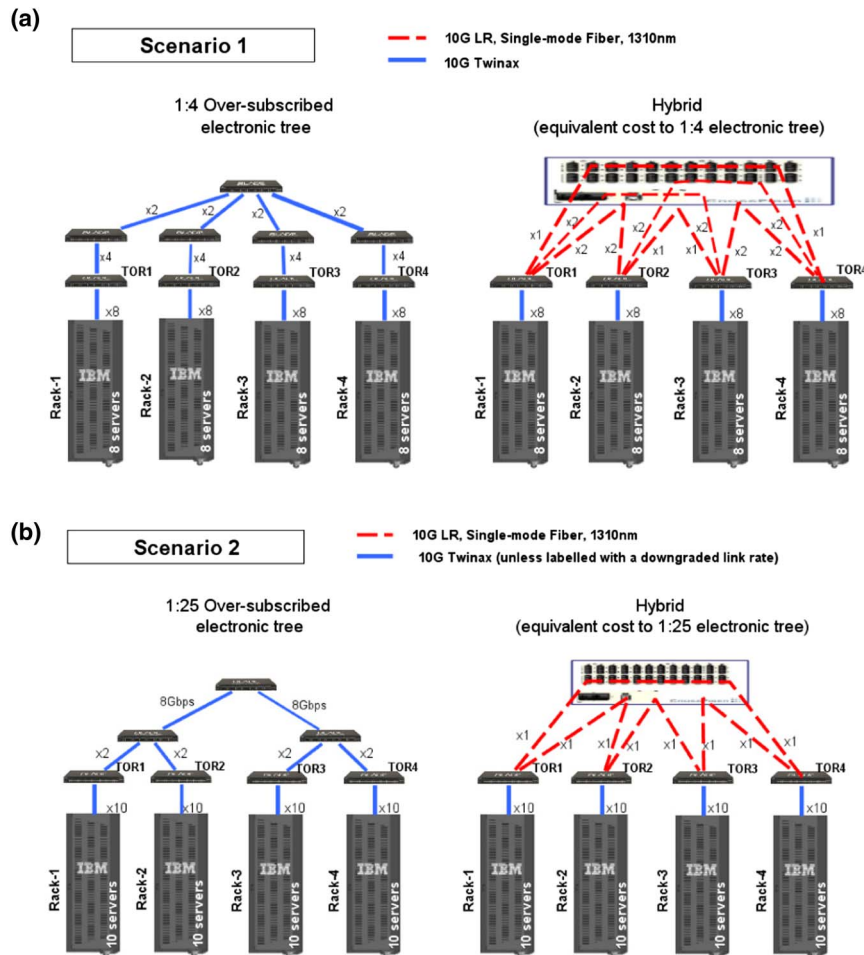 (a)
Scenario 1
10G LR, Single-mode Fiber, 1310nm
10G Twinax
1:4 Over-subscribed
electronic tree
Hybrid
(equivalent cost to 1:4 electronic tree)
x2 x2 x2 x2
x4 x4 x4 x4
x1 x2 x2 x2 x2 x1 x1 x2 x2 x2 x1
TOR1 TOR2 TOR3 TOR4 TOR1 TOR2 TOR3 TOR4
x8 x8 x8 x8 x8 x8 x8 x8
Rack-1 IBM 8 servers
Rack-2 IBM 8 servers
Rack-3 IBM 8 servers
Rack-4 IBM 8 servers
Rack-1 IBM 8 servers
Rack-2 IBM 8 servers
Rack-3 IBM 8 servers
Rack-4 IBM 8 servers
(b)
Scenario 2
10G LR, Single-mode Fiber, 1310nm
10G Twinax (unless labelled with a downgraded link rate)
1:25 Over-subscribed
electronic tree
Hybrid
(equivalent cost to 1:25 electronic tree)
8Gbps 8Gbps
x2 x2 x2 x2
x1 x1 x1 x1 x1 x1 x1 x1
TOR1 TOR2 TOR3 TOR4 TOR1 TOR2 TOR3 TOR4
x10 x10 x10 x10 x10 x10 x10 x10
Rack-1 IBM 10 servers
Rack-2 IBM 10 servers
Rack-3 IBM 10 servers
Rack-4 IBM 10 servers
Rack-1 IBM 10 servers
Rack-2 IBM 10 servers
Rack-3 IBM 10 servers
Rack-4 IBM 10 servers